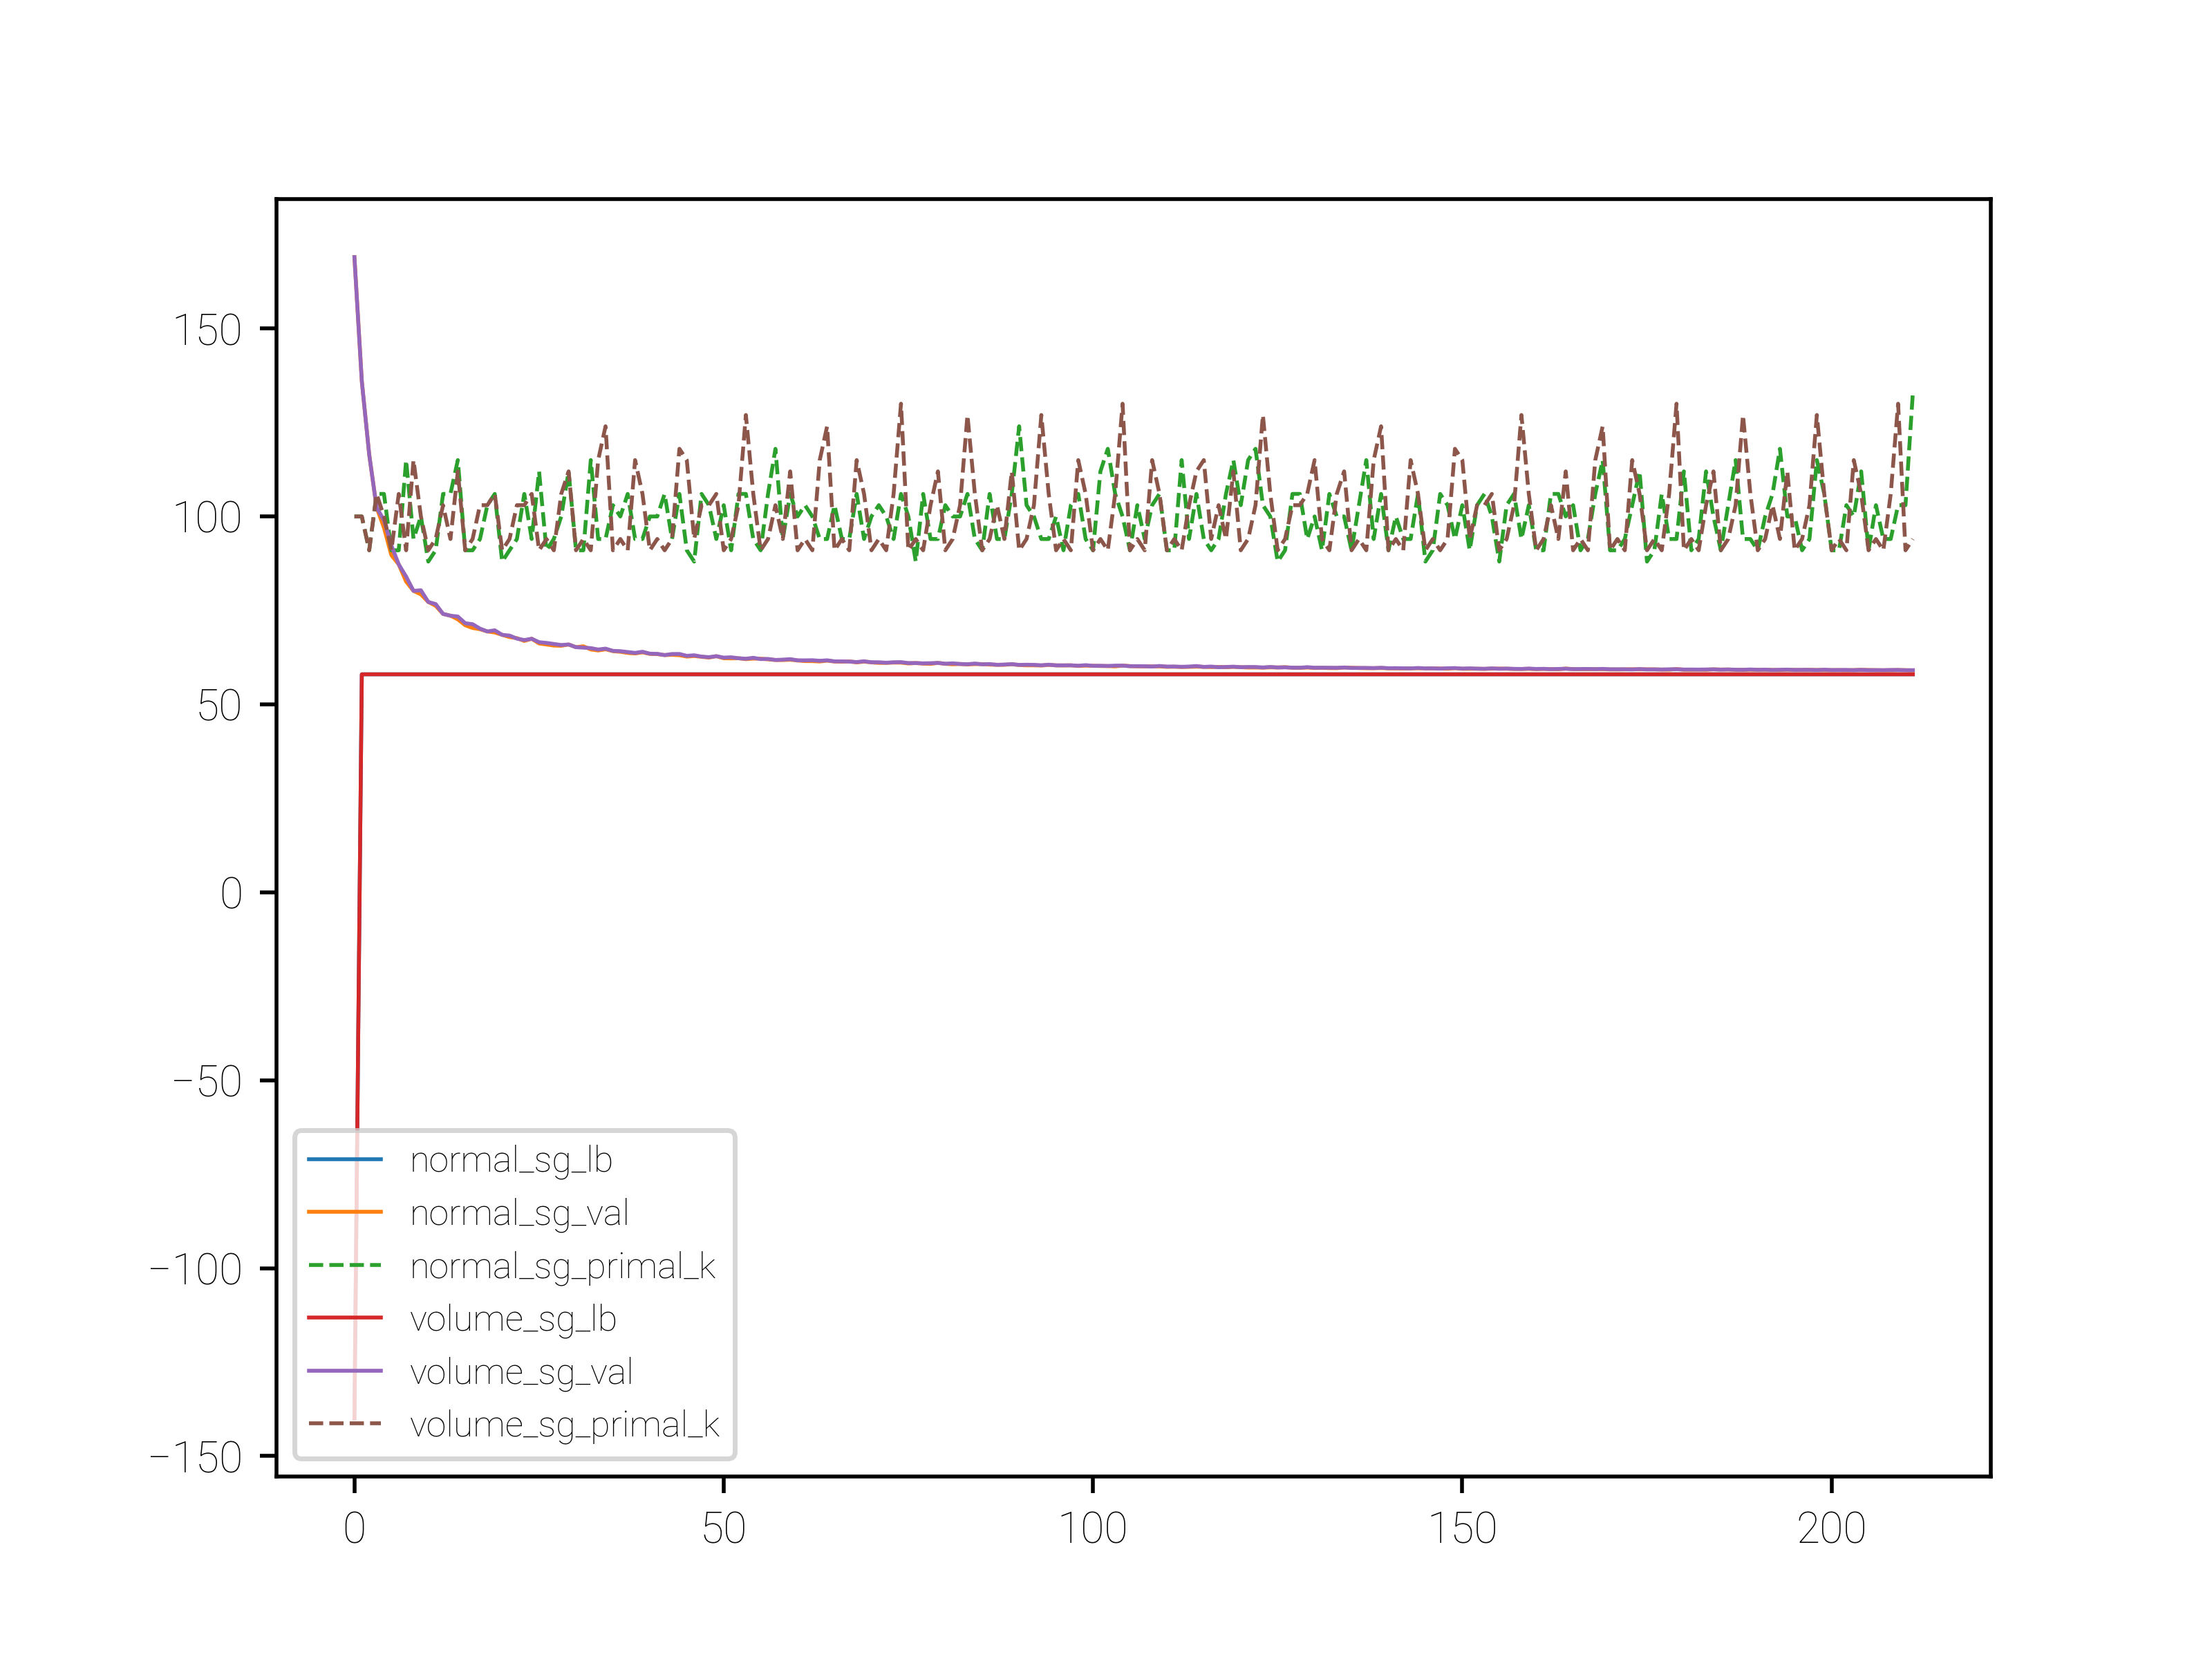 150
100
50
0
−50
−100
−150
normal_sg_lb
normal_sg_val
normal_sg_primal_k
volume_sg_lb
volume_sg_val
volume_sg_primal_k
0 50 100 150 200